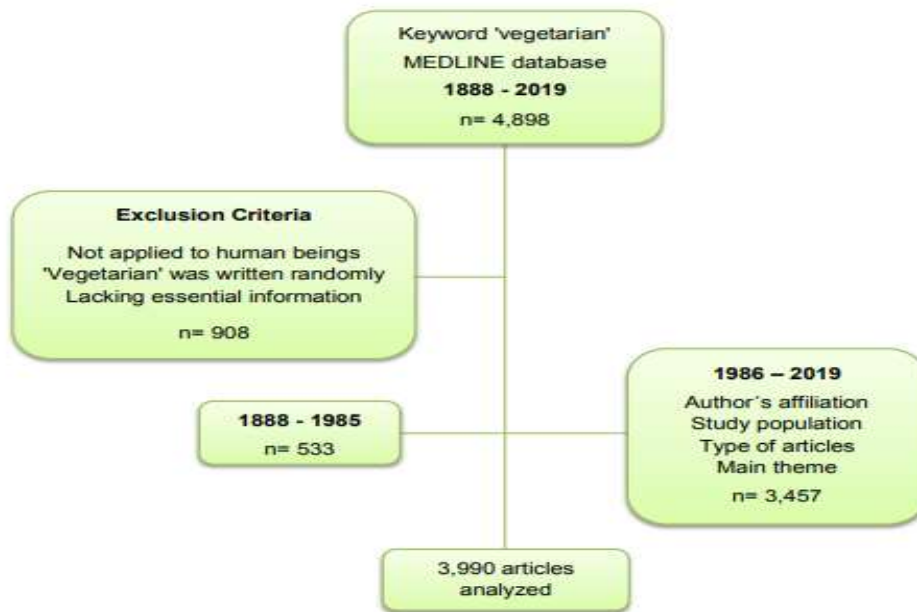 Keyword 'vegetarian'
MEDLINE database
1888 - 2019
n= 4,898
Exclusion Criteria
Not applied to human beings
'Vegetarian' was written randomly
Lacking essential information
n= 908
1888 - 1985
n= 533
1986 – 2019
Author´s affiliation
Study population
Type of articles
Main theme
n= 3,457
3,990 articles
analyzed